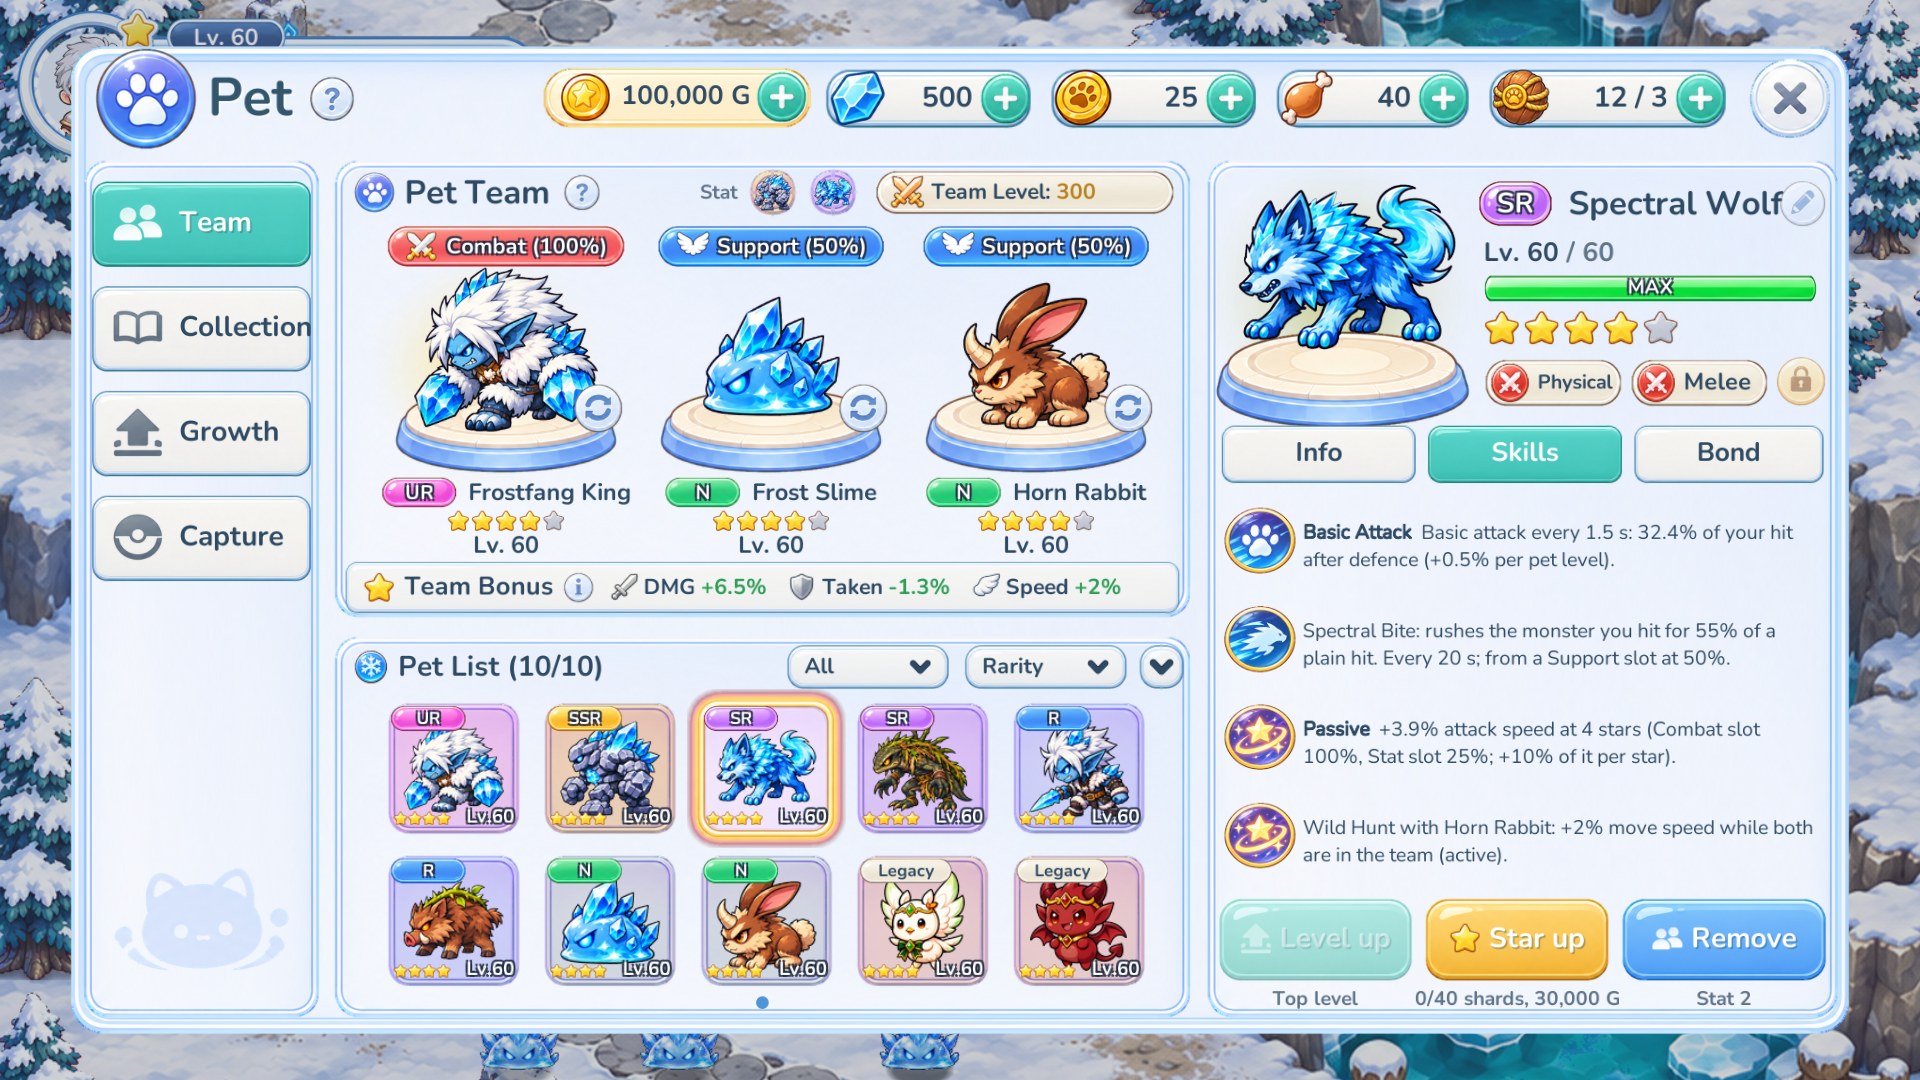 Lv. 60
Pet
?
100,000 G
500
25
40
12 / 3
Team
Collection
Growth
Capture
Pet Team
?
Stat
Team Level: 300
Combat (100%)
Support (50%)
Support (50%)
UR Frostfang King
Lv. 60
N Frost Slime
Lv. 60
N Horn Rabbit
Lv. 60
Team Bonus i DMG +6.5% Taken -1.3% Speed +2%
Pet List (10/10)
All
Rarity
UR
Lv.60
SSR
Lv.60
SR
Lv.60
SR
Lv.60
R
Lv.60
R
Lv.60
N
Lv.60
N
Lv.60
Legacy
Lv.60
Legacy
Lv.60
SR Spectral Wolf
Lv. 60 / 60
MAX
Physical
Melee
Info
Skills
Bond
Basic Attack Basic attack every 1.5 s: 32.4% of your hit
after defence (+0.5% per pet level).
Spectral Bite: rushes the monster you hit for 55% of a
plain hit. Every 20 s; from a Support slot at 50%.
Passive +3.9% attack speed at 4 stars (Combat slot
100%, Stat slot 25%; +10% of it per star).
Wild Hunt with Horn Rabbit: +2% move speed while both
are in the team (active).
Level up
Star up
Remove
Top level
0/40 shards, 30,000 G
Stat 2